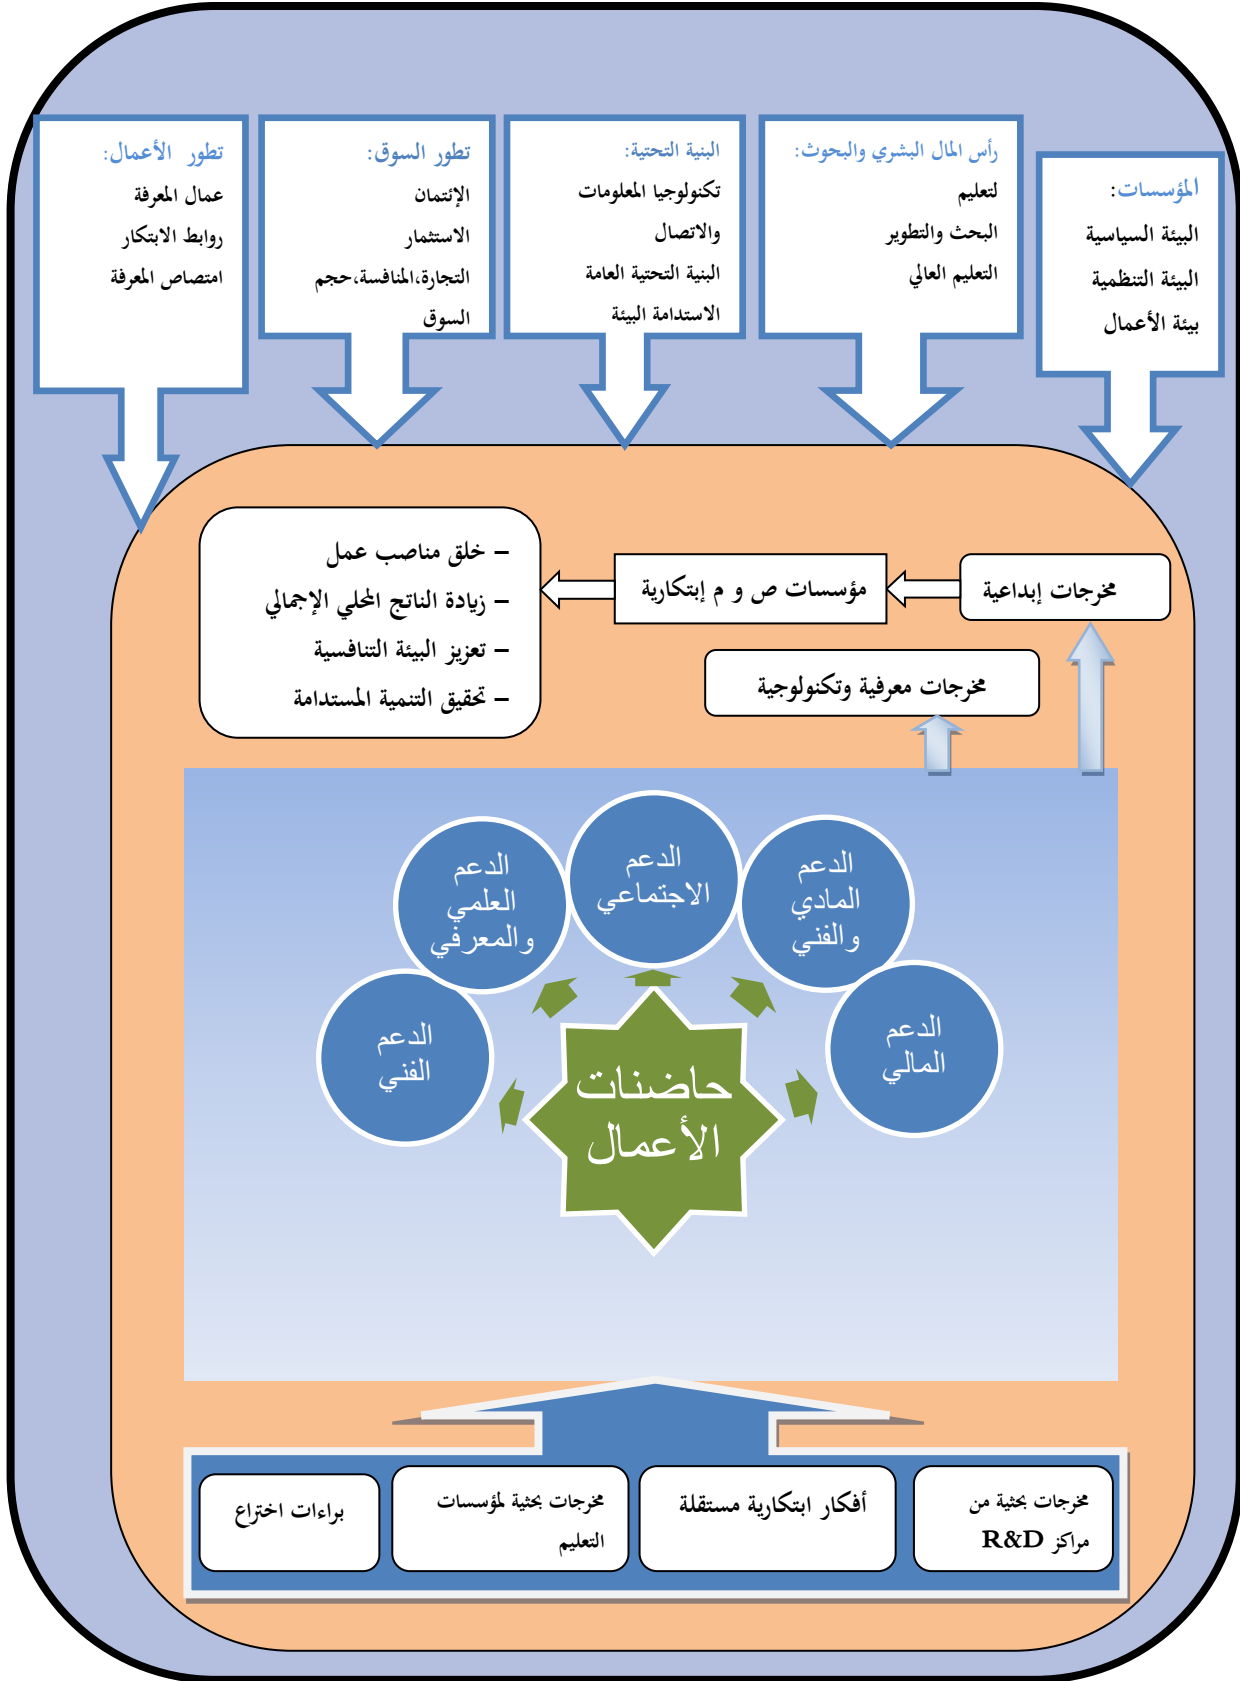 المؤسسات:
البيئة السياسية
البيئة التنظمية
بيئة الأعمال
رأس المال البشري والبحوث:
لتعليم
البحث والتطوير
التعليم العالي
البنية التحتية:
تكنولوجيا المعلومات
والاتصال
البنية التحتية العامة
الاستدامة البيئة
تطور السوق:
الإئتمان
الاستثمار
التجارة،المنافسة،حجم
السوق
تطور الأعمال:
عمال المعرفة
روابط الابتكار
امتصاص المعرفة
مخرجات إبداعية
مؤسسات ص و م إبتكارية
– خلق مناصب عمل
– زيادة الناتج المحلي الإجمالي
– تعزيز البيئة التنافسية
– تحقيق التنمية المستدامة
مخرجات معرفية وتكنولوجية
الدعم
المالي
الدعم
المادي
والفني
الدعم
الاجتماعي
الدعم
العلمي
والمعرفي
الدعم
الفني
حاضنات
الأعمال
مخرجات بحثية من
مراكز R&D
أفكار ابتكارية مستقلة
مخرجات بحثية لمؤسسات
التعليم
براءات اختراع